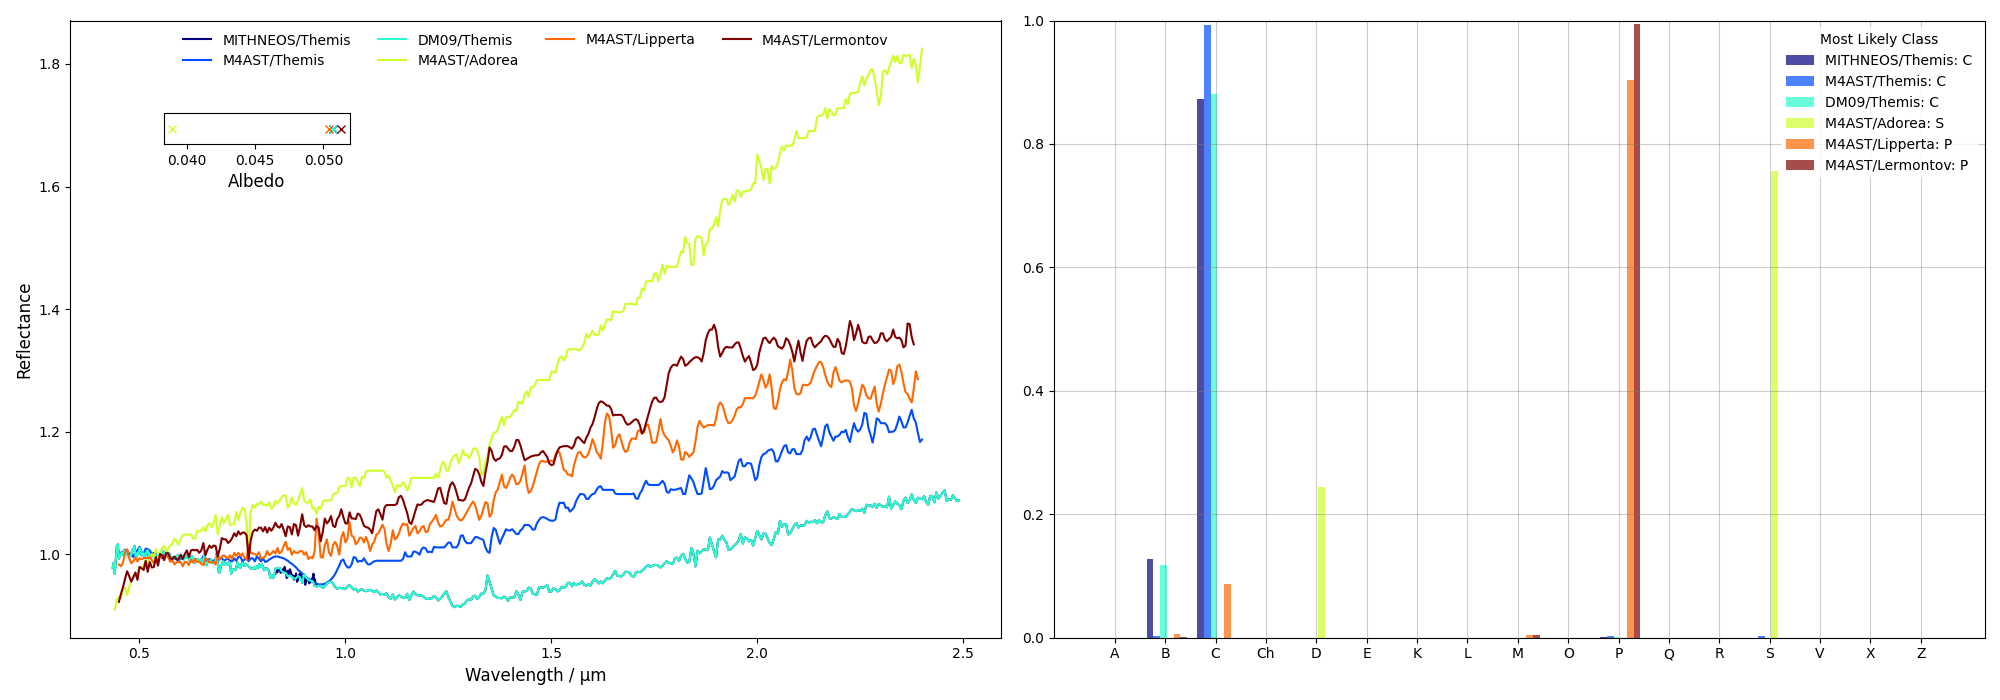 MITHNEOS/Themis DM09/Themis M4AST/Lipperta M4AST/Lermontov
M4AST/Themis M4AST/Adorea
1.8
1.6
1.4
1.2
1.0
Reflectance
0.040 0.045 0.050
Albedo
0.5 1.0 1.5 2.0 2.5
Wavelength / μm
1.0
0.8
0.6
0.4
0.2
0.0
Most Likely Class
MITHNEOS/Themis: C
M4AST/Themis: C
DM09/Themis: C
M4AST/Adorea: S
M4AST/Lipperta: P
M4AST/Lermontov: P
A B C Ch D E K L M O P Q R S V X Z